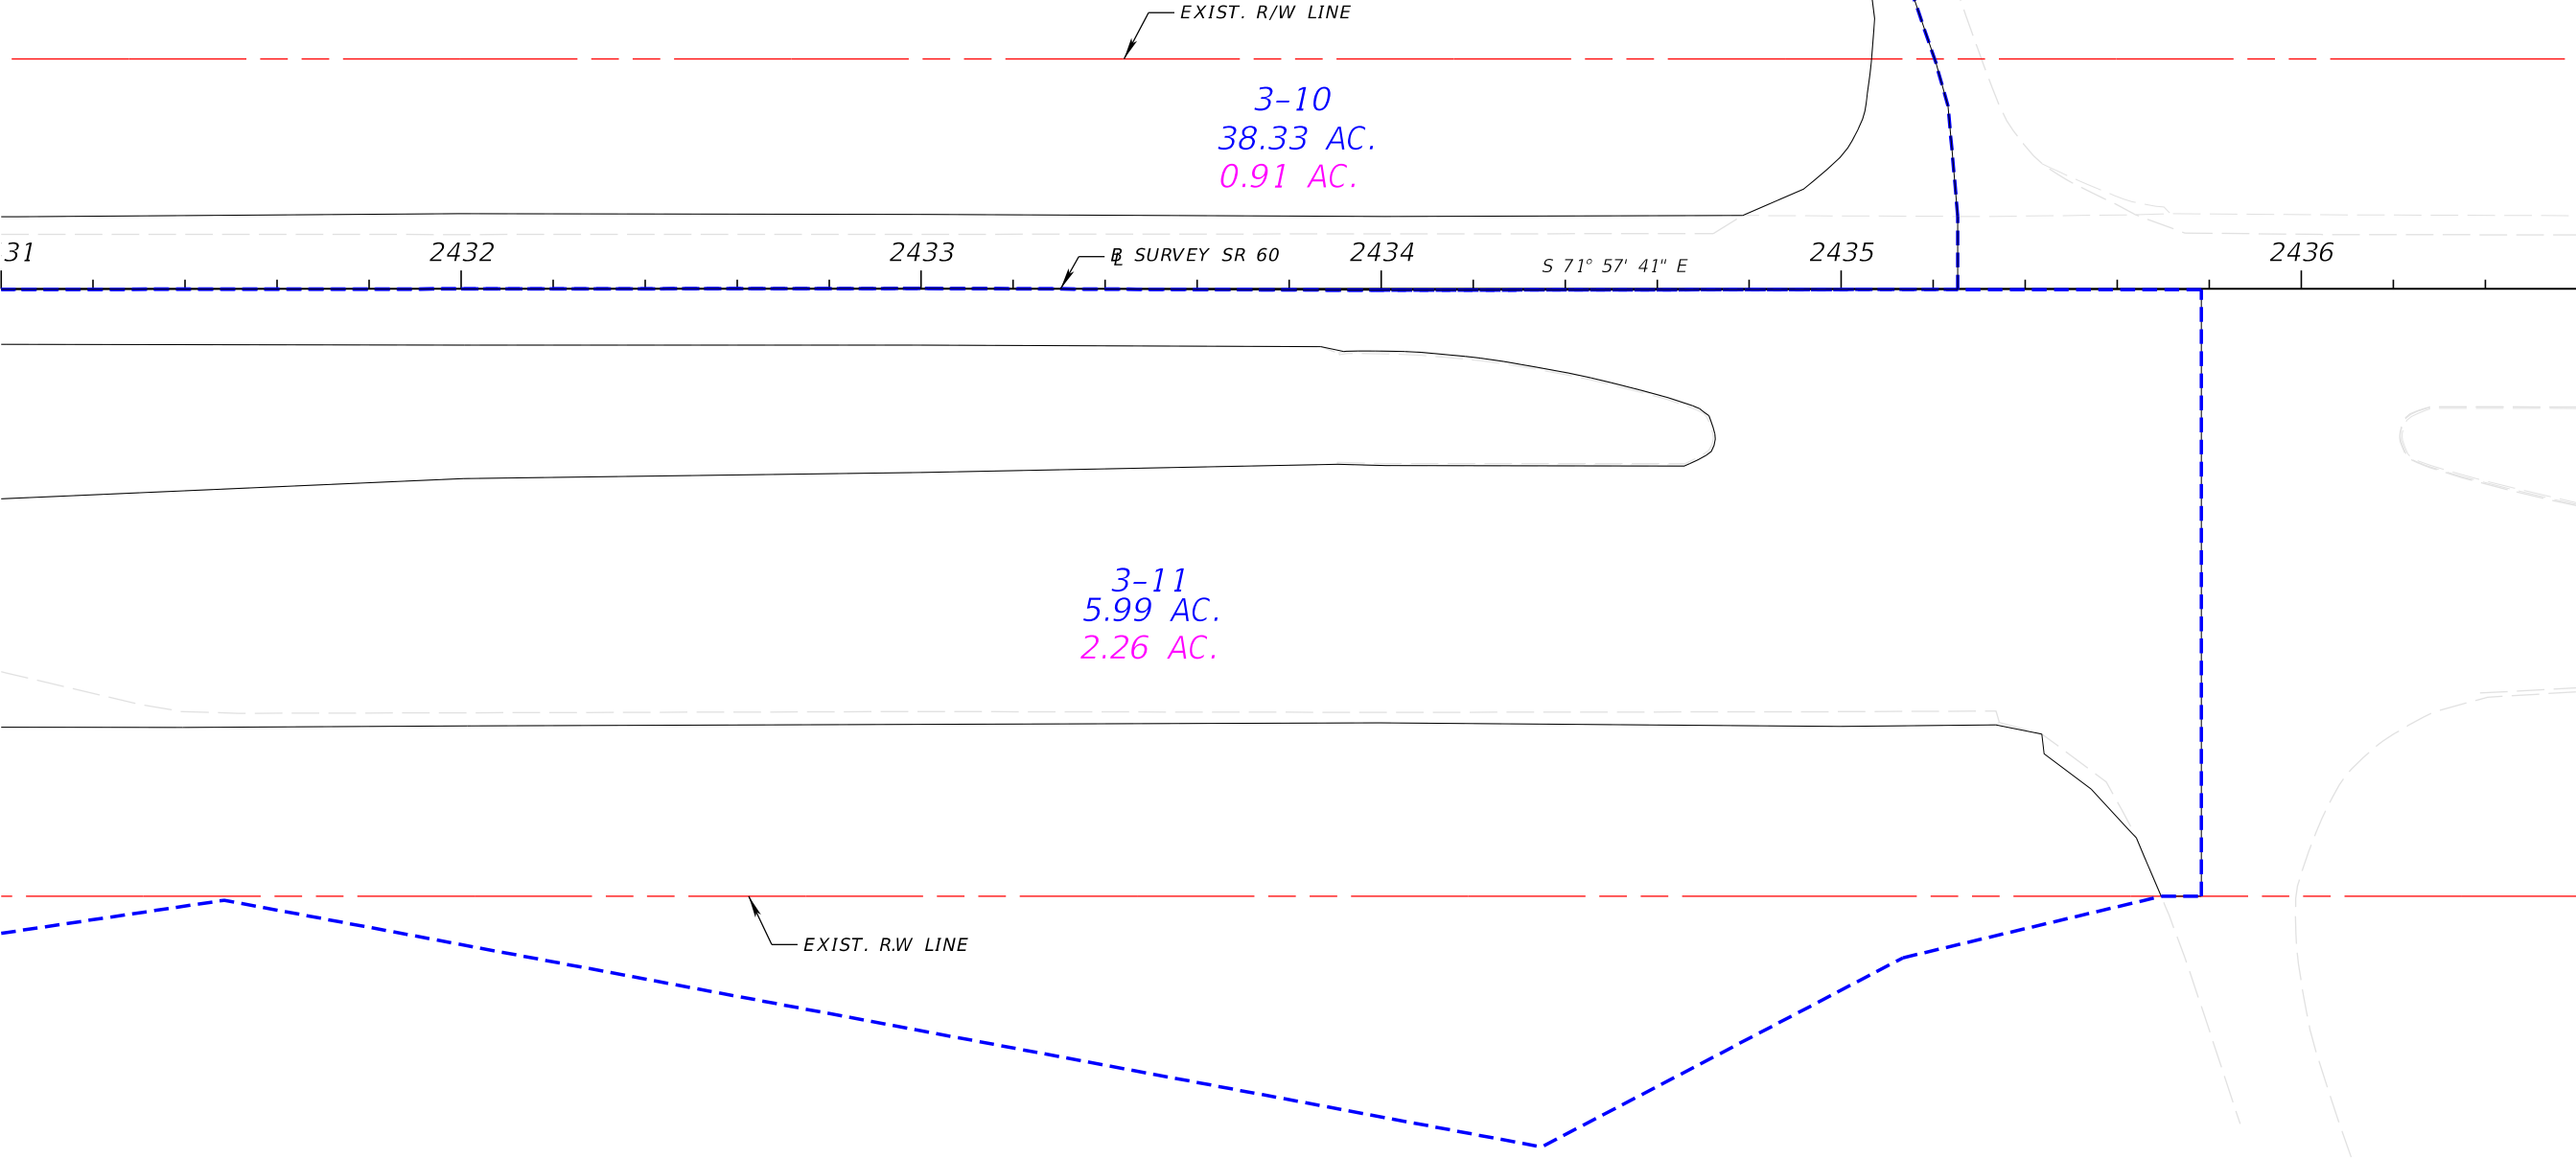 EXIST. R/W LINE
3-10
38.33 AC.
0.91 AC.
31
2432
2433
BL SURVEY SR 60
2434
S 71° 57' 41" E
2435
2436
3-11
5.99 AC.
2.26 AC.
EXIST. R.W LINE